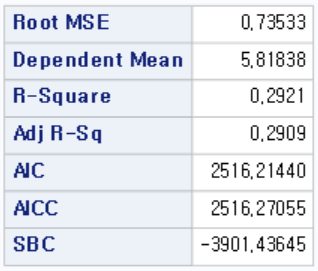 Root MSE 0,73533
Dependent Mean 5,81838
R-Square 0,2921
Adj R-Sq 0,2909
AIC 2516,21440
AICC 2516,27055
SBC -3901,43645